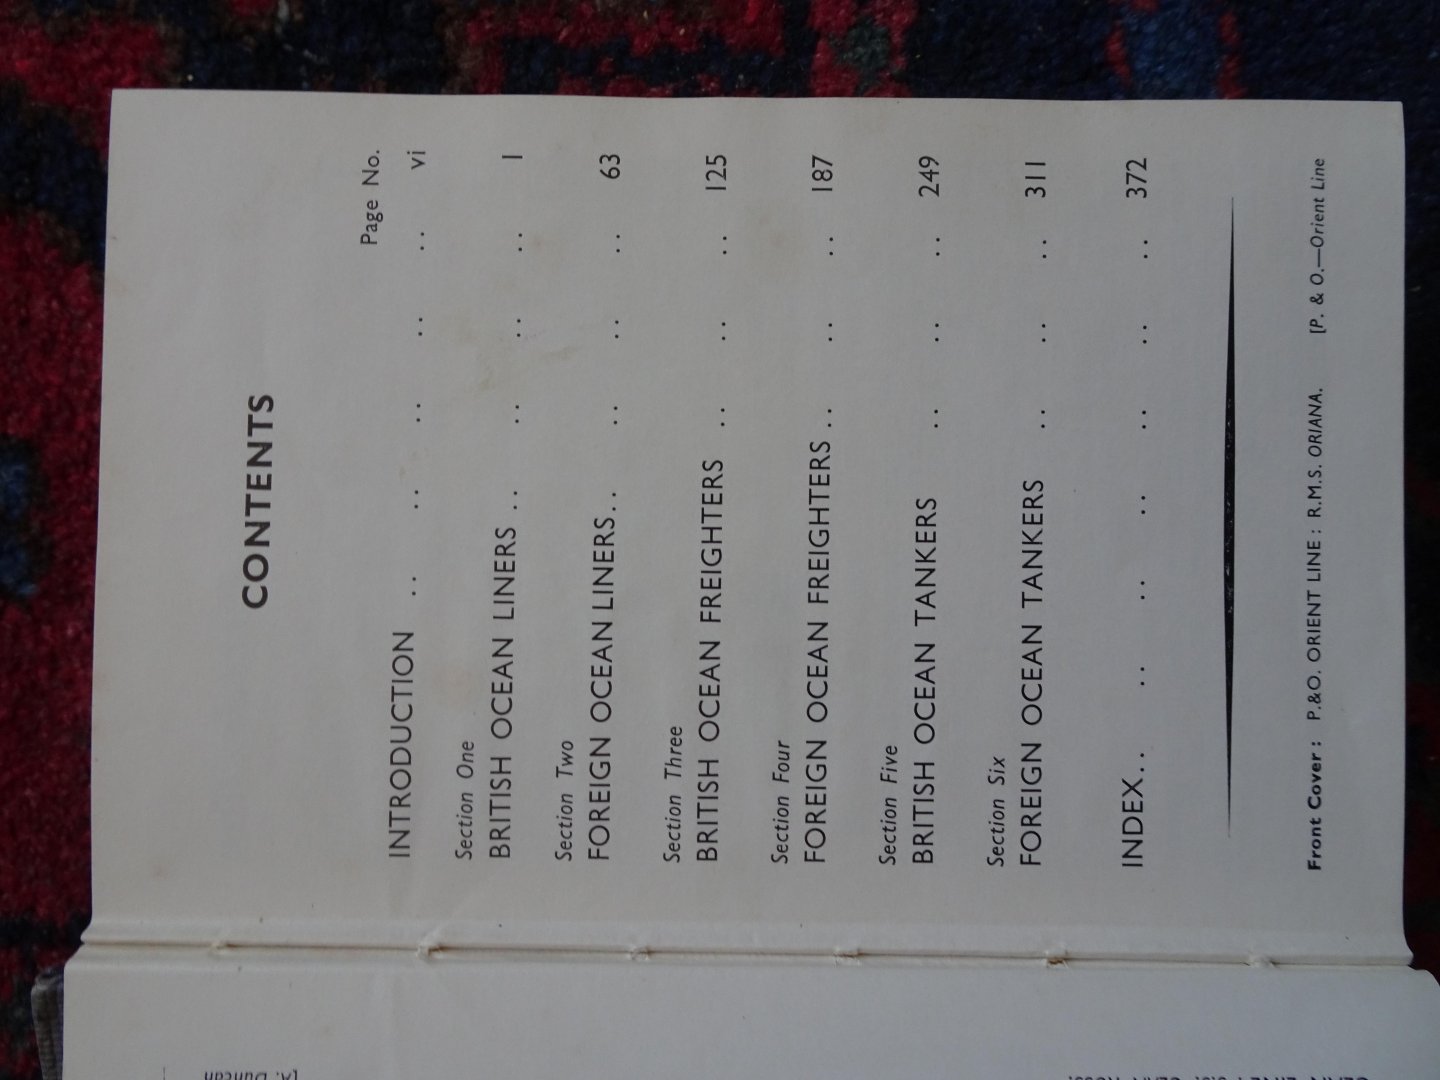 CONTENTS
Page No.
INTRODUCTION .. .. .. .. .. vi
Section One
BRITISH OCEAN LINERS .. .. .. .. 1
Section Two
FOREIGN OCEAN LINERS .. .. .. .. 63
Section Three
BRITISH OCEAN FREIGHTERS .. .. .. 125
Section Four
FOREIGN OCEAN FREIGHTERS .. .. .. 187
Section Five
BRITISH OCEAN TANKERS .. .. .. 249
Section Six
FOREIGN OCEAN TANKERS .. .. .. 311
INDEX .. .. .. .. .. .. .. 372
Front Cover : P.&O. ORIENT LINE : R.M.S. ORIANA. [P. & O.—Orient Line
[A. Duncan